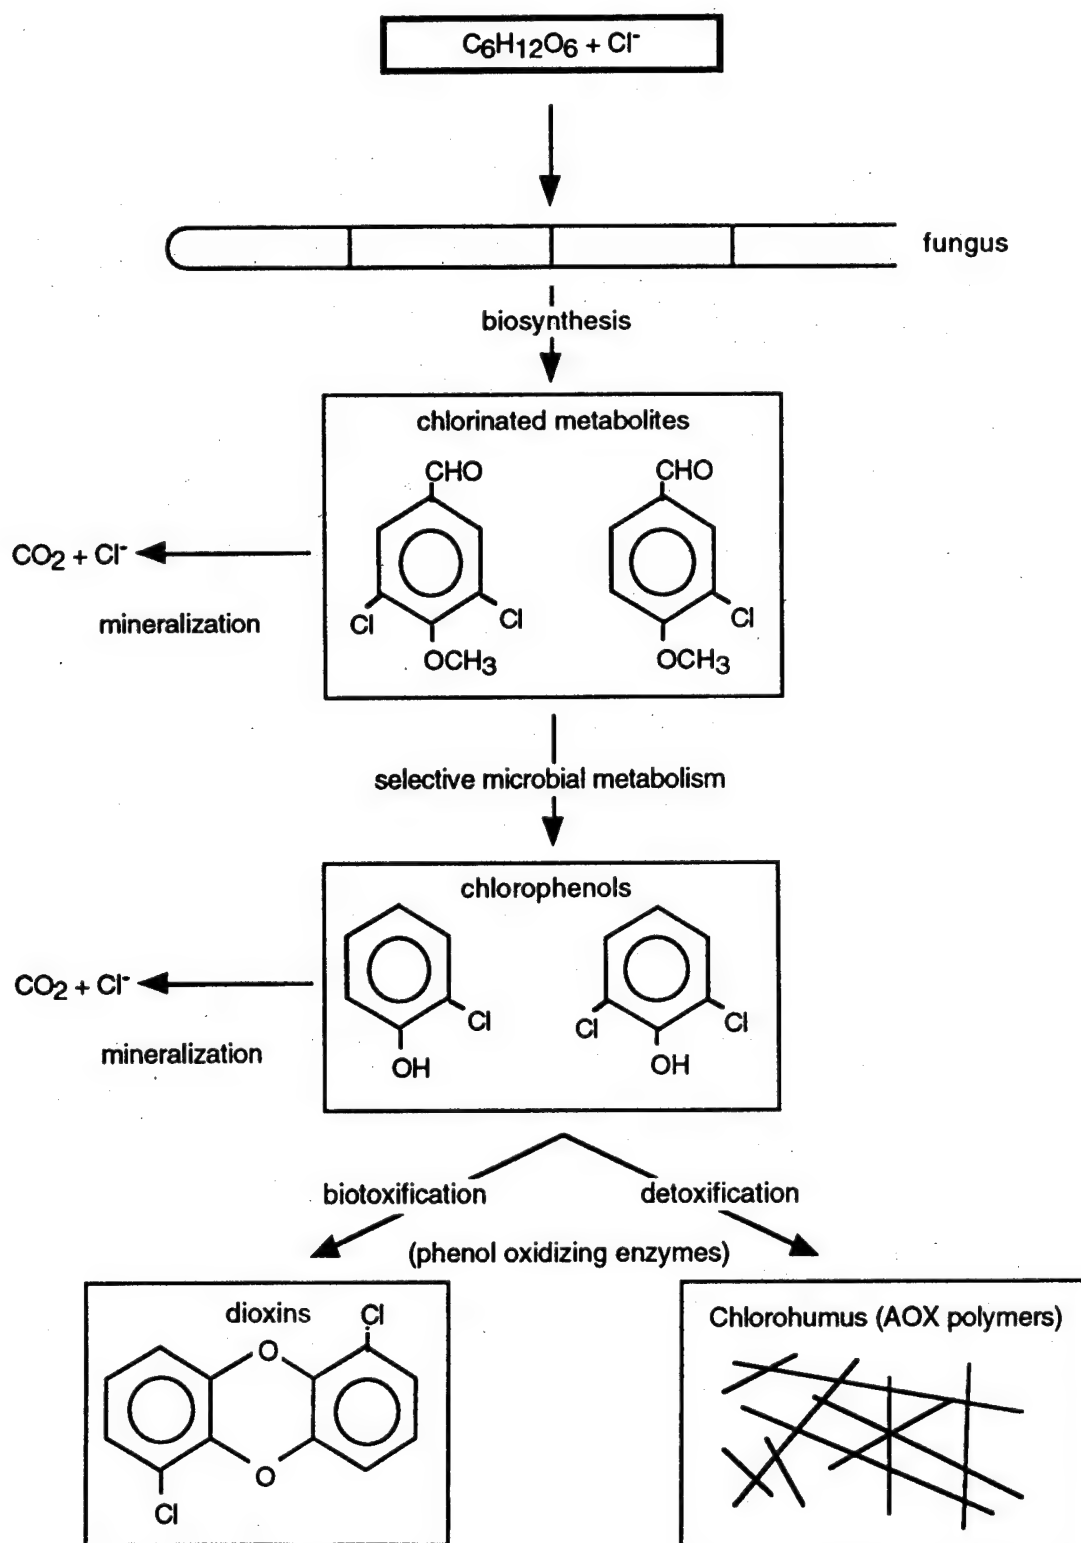 C6H12O6 + Cl-
fungus
biosynthesis
chlorinated metabolites
CHO
CHO
CO2 + Cl-
mineralization
Cl
Cl
Cl
OCH3
OCH3
selective microbial metabolism
chlorophenols
CO2 + Cl-
mineralization
Cl
Cl
Cl
OH
OH
biotoxification
detoxification
(phenol oxidizing enzymes)
dioxins
Cl
O
O
Cl
Chlorohumus (AOX polymers)